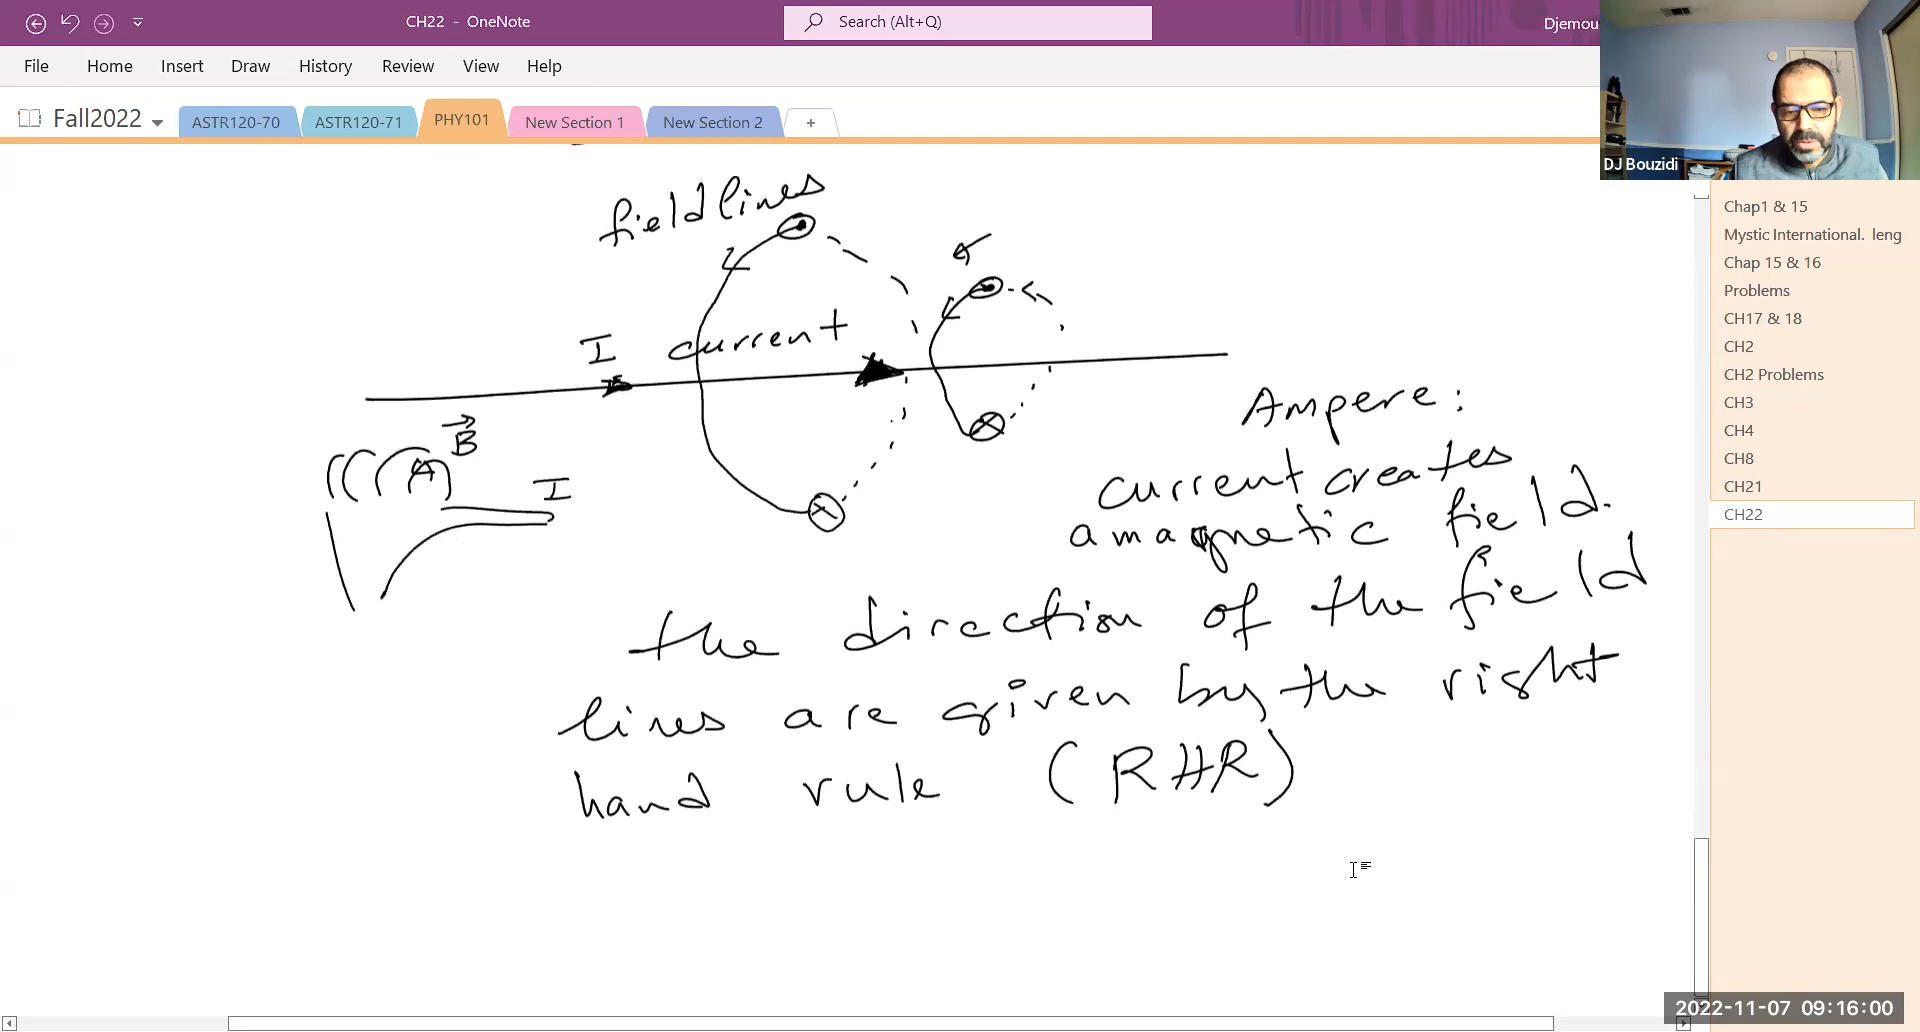 CH22 - OneNote
Search (Alt+Q)
Djemou
File Home Insert Draw History Review View Help
Fall2022 ASTR120-70 ASTR120-71 PHY101 New Section 1 New Section 2 +
DJ Bouzidi
Chap1 & 15
Mystic International. leng
Chap 15 & 16
Problems
CH17 & 18
CH2
CH2 Problems
CH3
CH4
CH8
CH21
CH22
field lines
I current
B
I
Ampere:
current creates
a magnetic field.
the direction of the field
lines are given by the right
hand rule (RHR)
2022-11-07 09:16:00